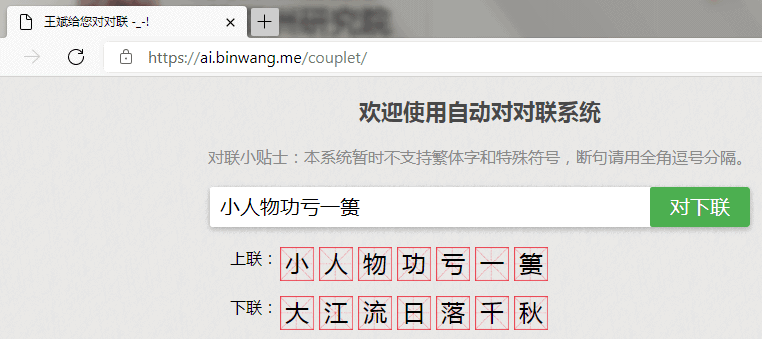 王斌给您对对联 -_-!
https://ai.binwang.me/couplet/
欢迎使用自动对对联系统
对联小贴士：本系统暂时不支持繁体字和特殊符号，断句请用全角逗号分隔。
小人物功亏一篑
对下联
上联：小人物功亏一篑
下联：大江流日落千秋